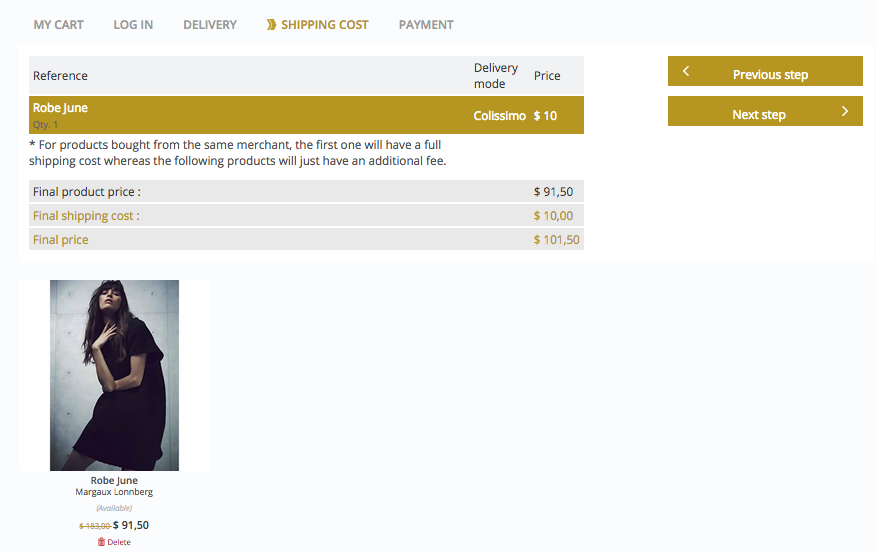 MY CART LOG IN DELIVERY SHIPPING COST PAYMENT
Reference Delivery mode Price
Previous step
Robe June
Qty. 1
Colissimo $ 10
Next step
* For products bought from the same merchant, the first one will have a full
shipping cost whereas the following products will just have an additional fee.
Final product price : $ 91,50
Final shipping cost : $ 10,00
Final price $ 101,50
Robe June
Margaux Lonnberg
(Available)
$ 183,00 $ 91,50
Delete